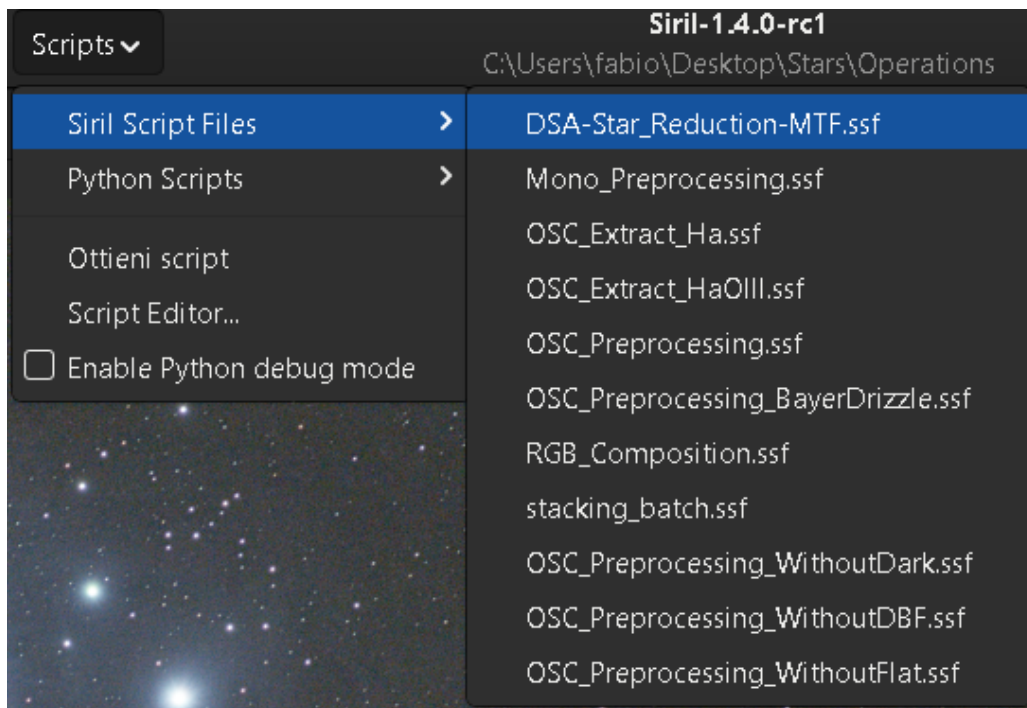 Scripts
Siril-1.4.0-rc1
C:\Users\fabio\Desktop\Stars\Operations
Siril Script Files
Python Scripts
Ottieni script
Script Editor...
Enable Python debug mode
DSA-Star_Reduction-MTF.ssf
Mono_Preprocessing.ssf
OSC_Extract_Ha.ssf
OSC_Extract_HaOIII.ssf
OSC_Preprocessing.ssf
OSC_Preprocessing_BayerDrizzle.ssf
RGB_Composition.ssf
stacking_batch.ssf
OSC_Preprocessing_WithoutDark.ssf
OSC_Preprocessing_WithoutDBF.ssf
OSC_Preprocessing_WithoutFlat.ssf